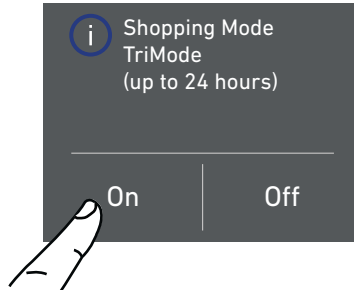 i
Shopping Mode
TriMode
(up to 24 hours)
On
Off